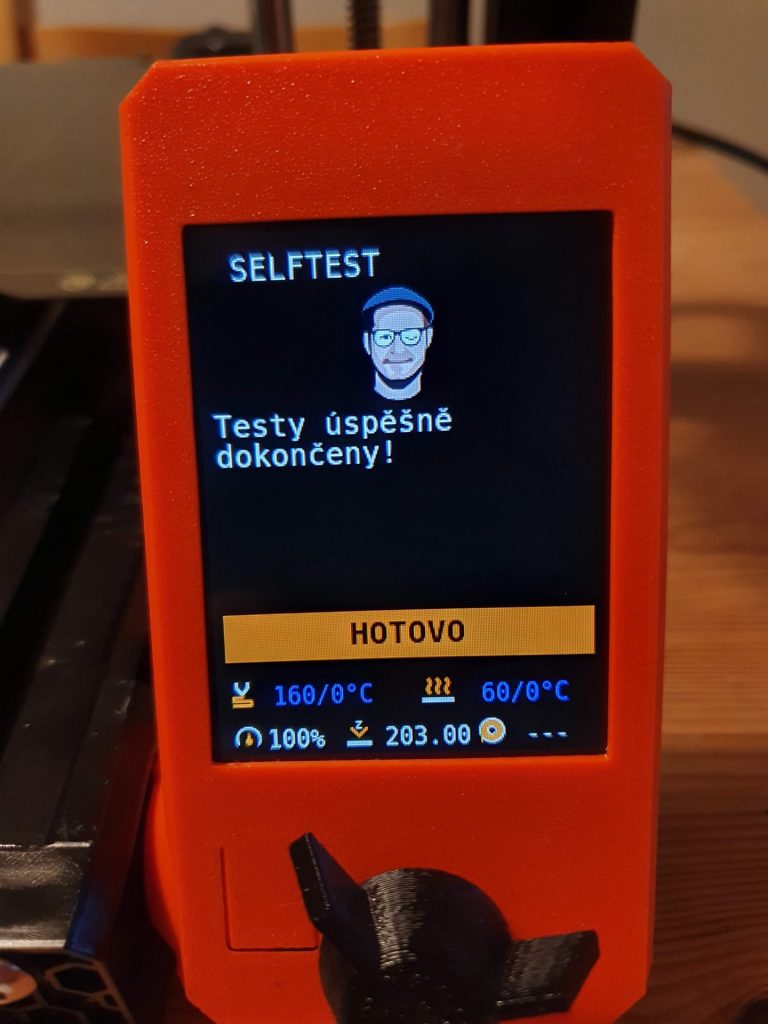 SELFTEST
Testy úspěšně
dokončeny!
HOTOVO
160/0°C 60/0°C
100% Z 203.00 ---